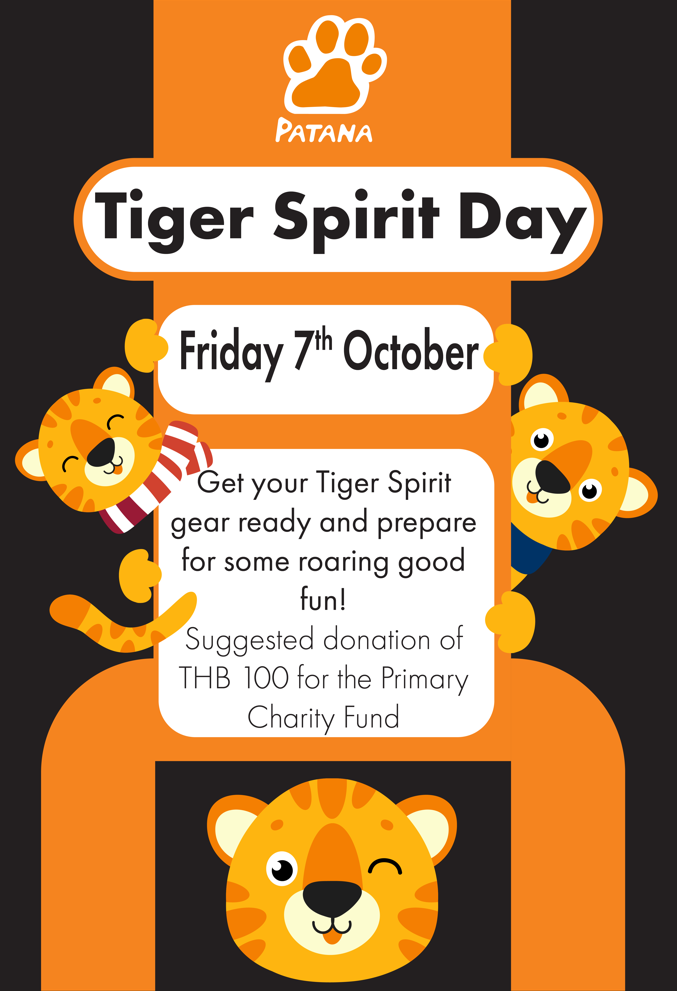 PATANA
Tiger Spirit Day
Friday 7th October
Get your Tiger Spirit
gear ready and prepare
for some roaring good
fun!
Suggested donation of
THB 100 for the Primary
Charity Fund